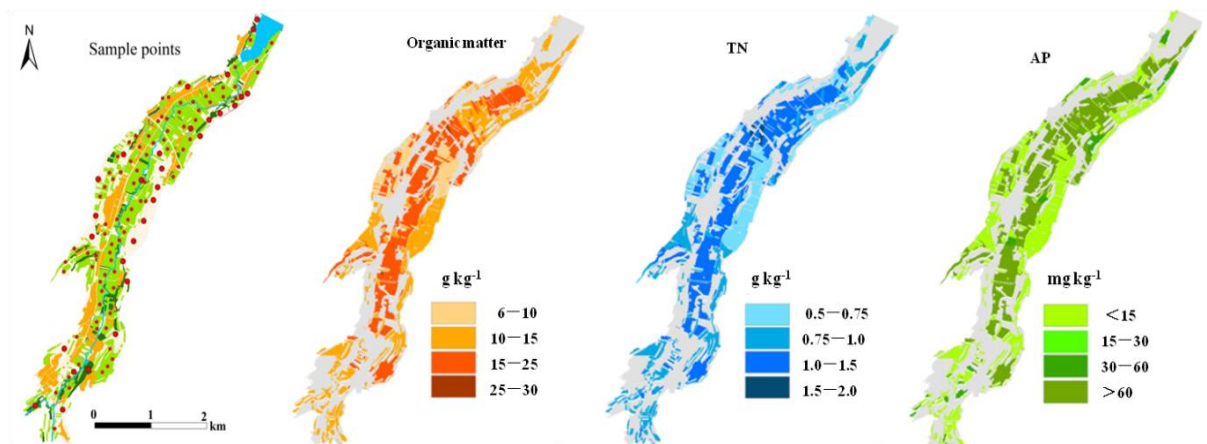 N
Sample points
0 1 2
km
Organic matter
g kg-1
6—10
10—15
15—25
25—30
TN
g kg-1
0.5—0.75
0.75—1.0
1.0—1.5
1.5—2.0
AP
mg kg-1
<15
15—30
30—60
>60